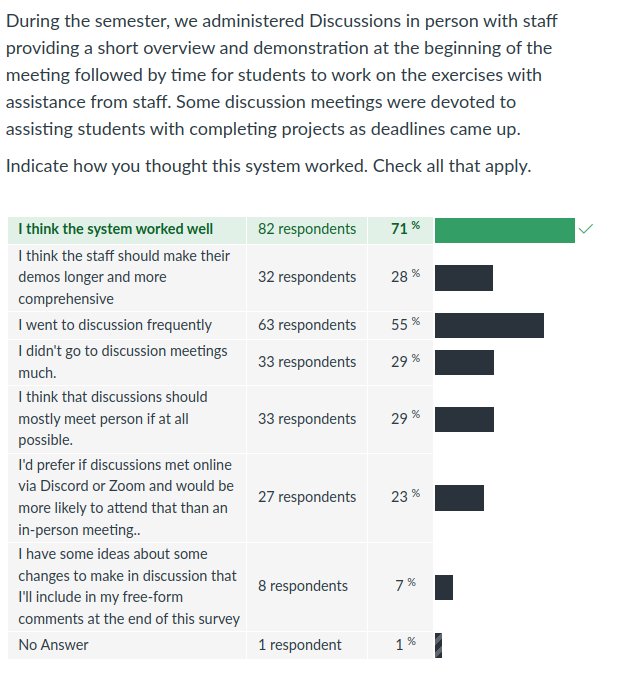 During the semester, we administered Discussions in person with staff
providing a short overview and demonstration at the beginning of the
meeting followed by time for students to work on the exercises with
assistance from staff. Some discussion meetings were devoted to
assisting students with completing projects as deadlines came up.
Indicate how you thought this system worked. Check all that apply.
I think the system worked well 82 respondents 71 %
I think the staff should make their
demos longer and more 32 respondents 28 %
comprehensive
I went to discussion frequently 63 respondents 55 %
I didn't go to discussion meetings
much. 33 respondents 29 %
I think that discussions should
mostly meet person if at all 33 respondents 29 %
possible.
I'd prefer if discussions met online
via Discord or Zoom and would be
more likely to attend that than an 27 respondents 23 %
in-person meeting..
I have some ideas about some
changes to make in discussion that
I'll include in my free-form 8 respondents 7 %
comments at the end of this survey
No Answer 1 respondent 1 %